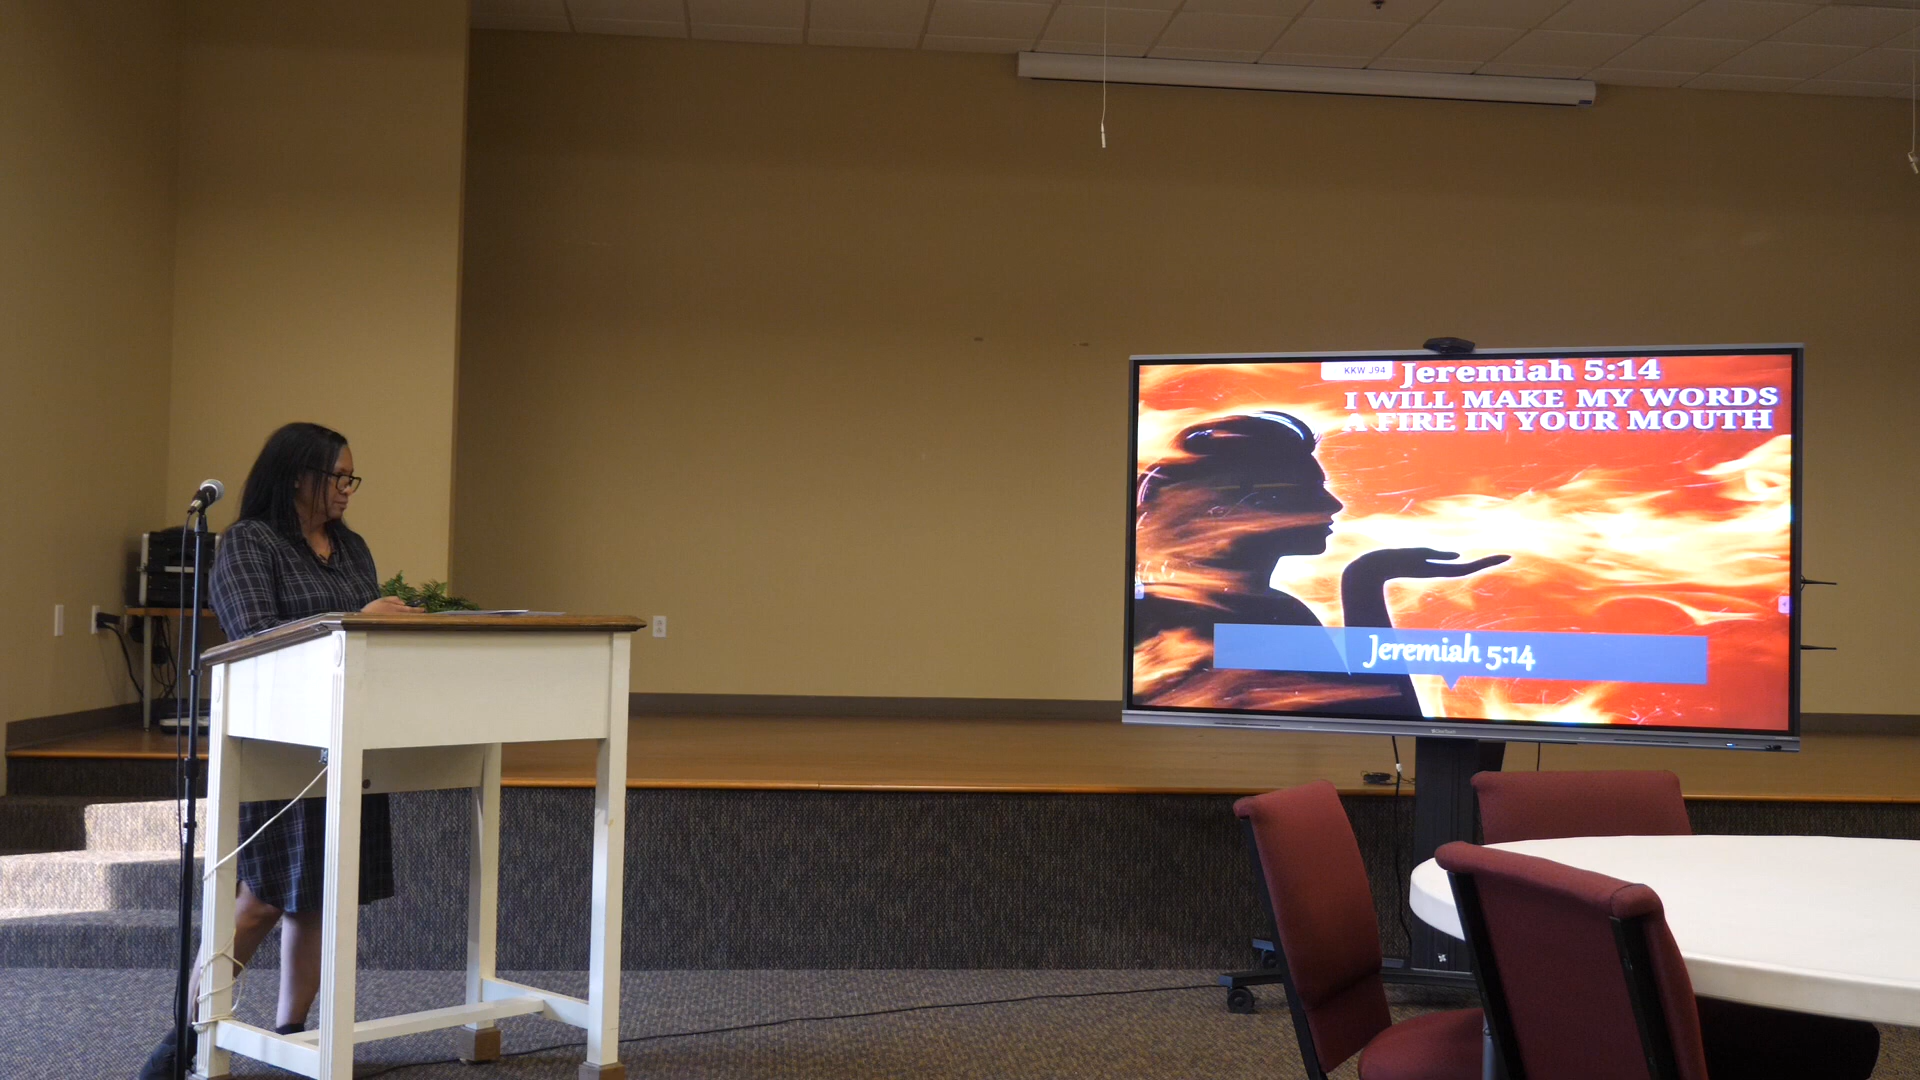 KKW J94
Jeremiah 5:14
I WILL MAKE MY WORDS
A FIRE IN YOUR MOUTH
Jeremiah 5:14